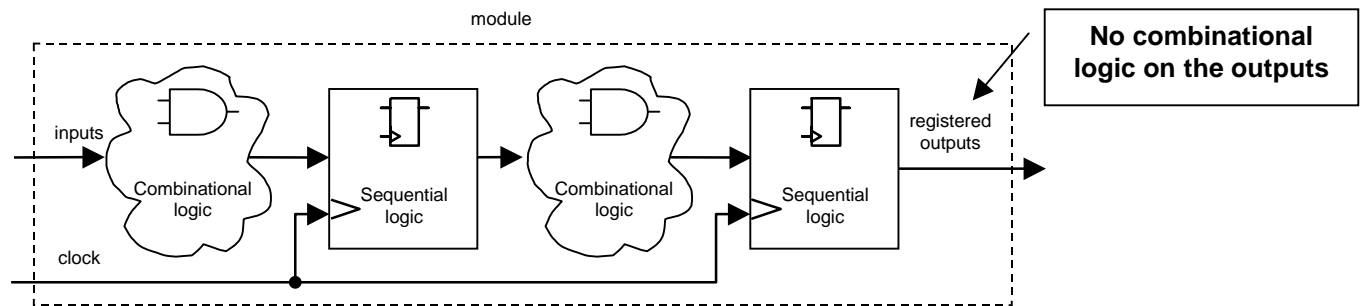 module
No combinational
logic on the outputs
inputs
Combinational
logic
Sequential
logic
Combinational
logic
Sequential
logic
registered
outputs
clock